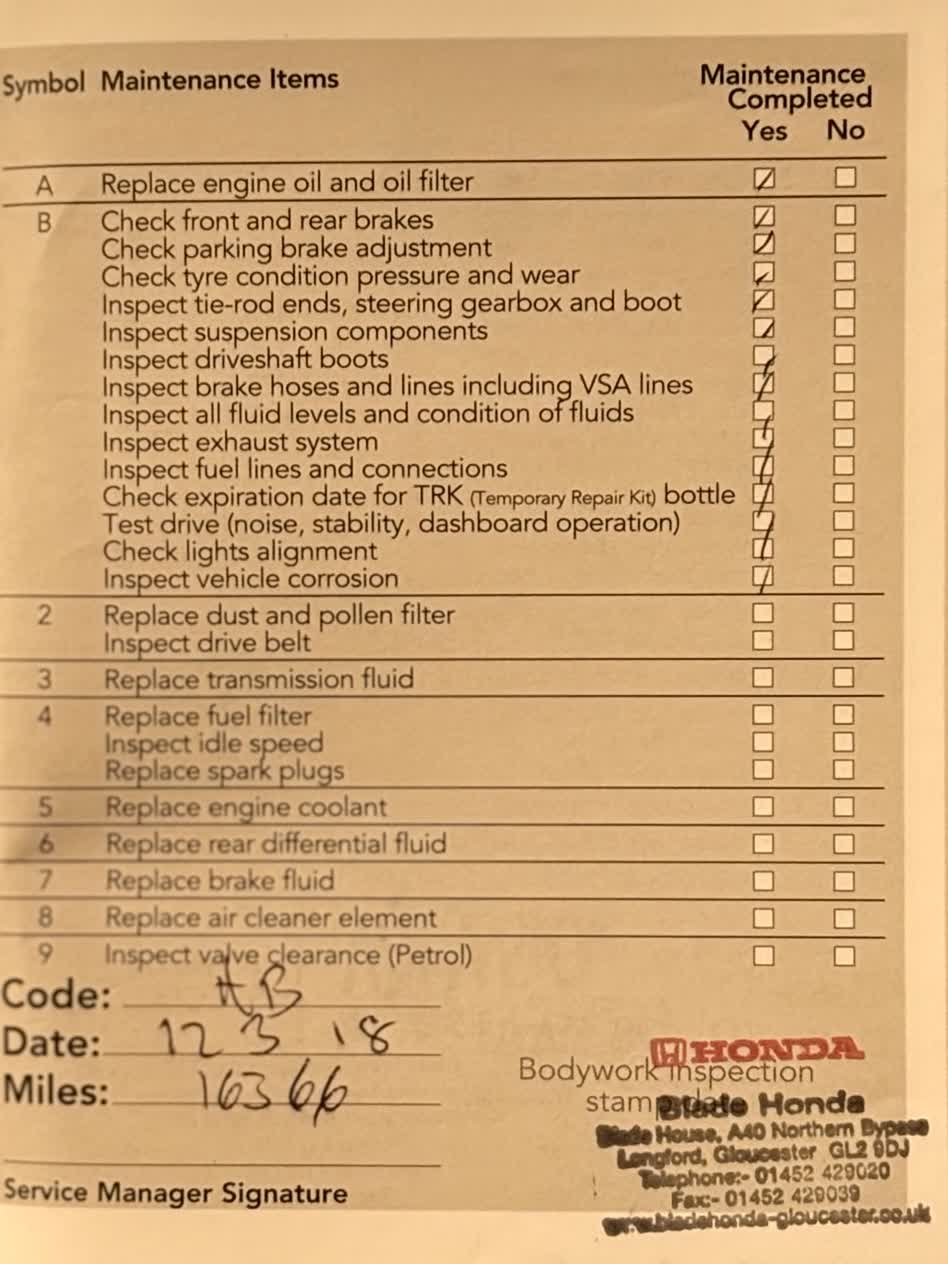 Symbol Maintenance Items
Maintenance
Completed
Yes No
A Replace engine oil and oil filter
B Check front and rear brakes
Check parking brake adjustment
Check tyre condition pressure and wear
Inspect tie-rod ends, steering gearbox and boot
Inspect suspension components
Inspect driveshaft boots
Inspect brake hoses and lines including VSA lines
Inspect all fluid levels and condition of fluids
Inspect exhaust system
Inspect fuel lines and connections
Check expiration date for TRK (Temporary Repair Kit) bottle
Test drive (noise, stability, dashboard operation)
Check lights alignment
Inspect vehicle corrosion
2 Replace dust and pollen filter
Inspect drive belt
3 Replace transmission fluid
4 Replace fuel filter
Inspect idle speed
Replace spark plugs
5 Replace engine coolant
6 Replace rear differential fluid
7 Replace brake fluid
8 Replace air cleaner element
9 Inspect valve clearance (Petrol)
Code: AB
Date: 12 3 18
Miles: 16366
Service Manager Signature
HONDA
Bodywork inspection
stamp
Blade Honda
Blade House, A40 Northern Bypass
Longford, Gloucester GL2 9DJ
Telephone:- 01452 429020
Fax:- 01452 429039
www.bladehonda-gloucester.co.uk